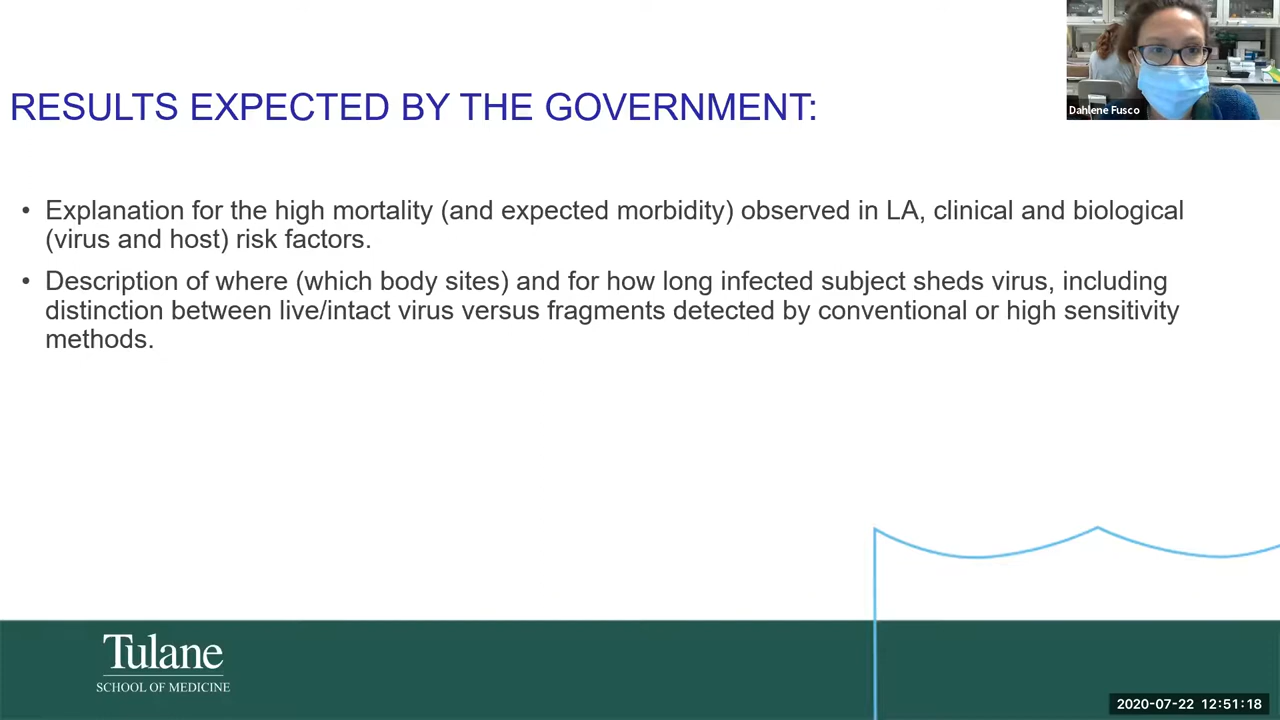 Dahlene Fusco
RESULTS EXPECTED BY THE GOVERNMENT:
• Explanation for the high mortality (and expected morbidity) observed in LA, clinical and biological
(virus and host) risk factors.
• Description of where (which body sites) and for how long infected subject sheds virus, including
distinction between live/intact virus versus fragments detected by conventional or high sensitivity
methods.
Tulane
SCHOOL OF MEDICINE
2020-07-22 12:51:18